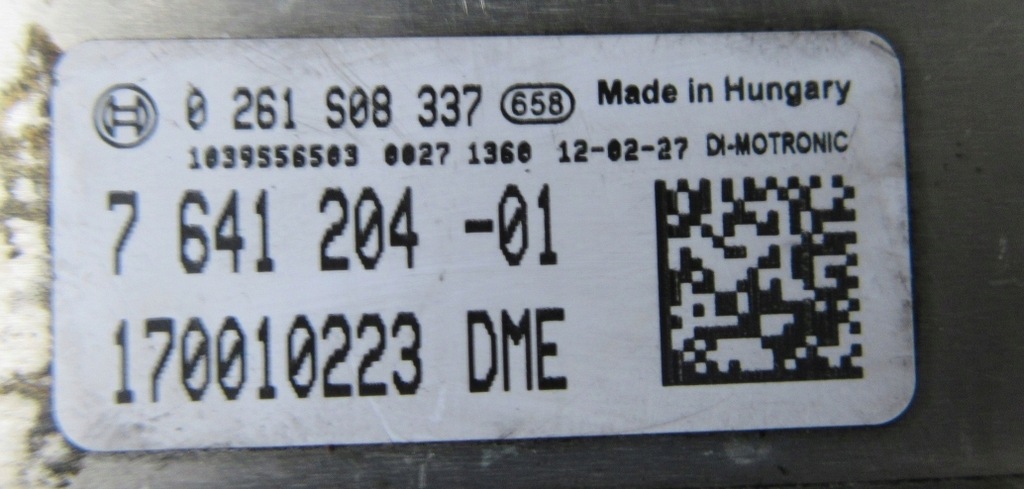 0 261 S08 337 658 Made in Hungary
1039556503 0027 1360 12-02-27 DI-MOTRONIC
7 641 204 -01
170010223 DME